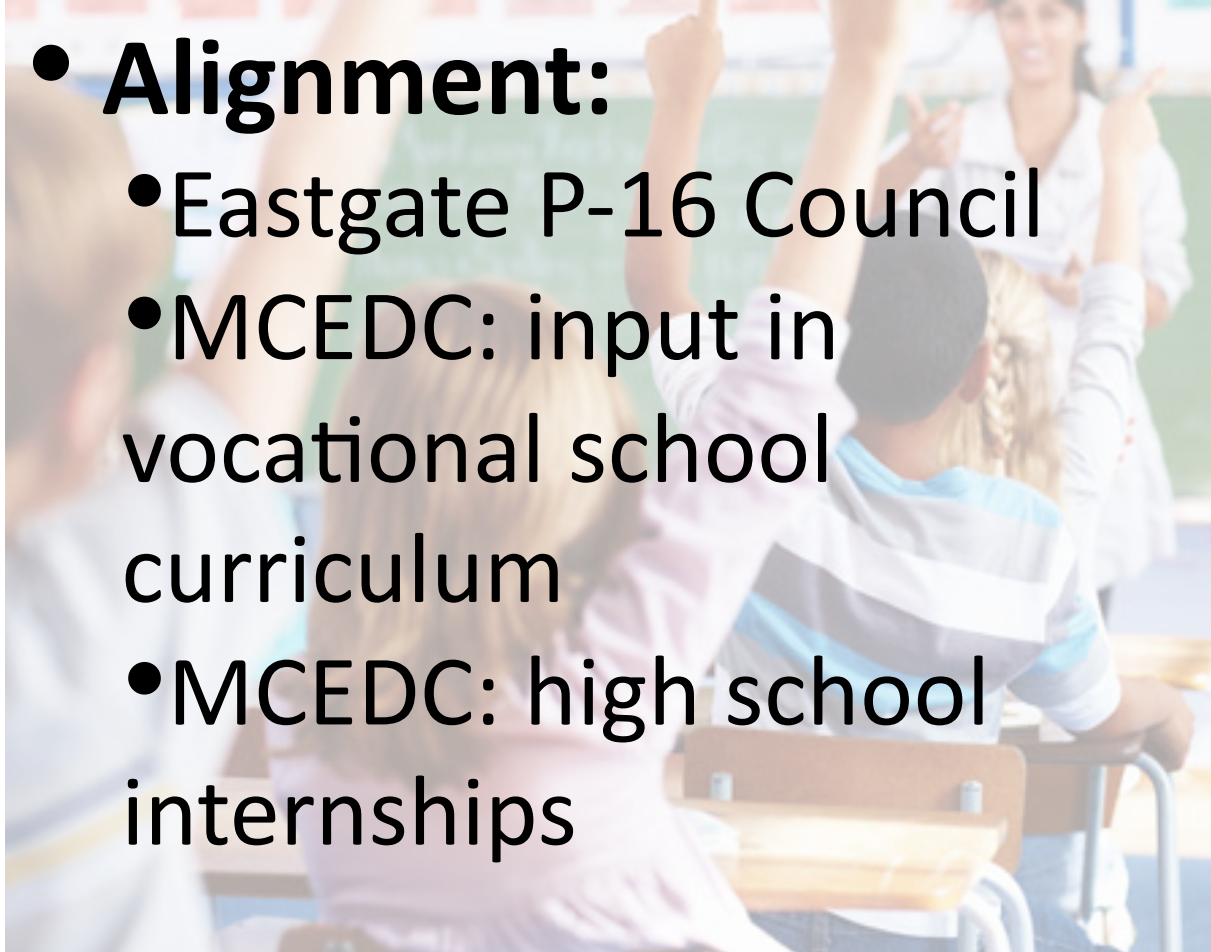 • Alignment:
•Eastgate P-16 Council
•MCEDC: input in
vocational school
curriculum
•MCEDC: high school
internships